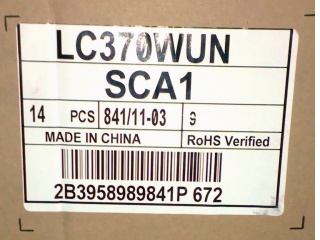 LC370WUN
SCA1
14 PCS 841/11-03 9
MADE IN CHINA RoHS Verified
2B3958989841P 672